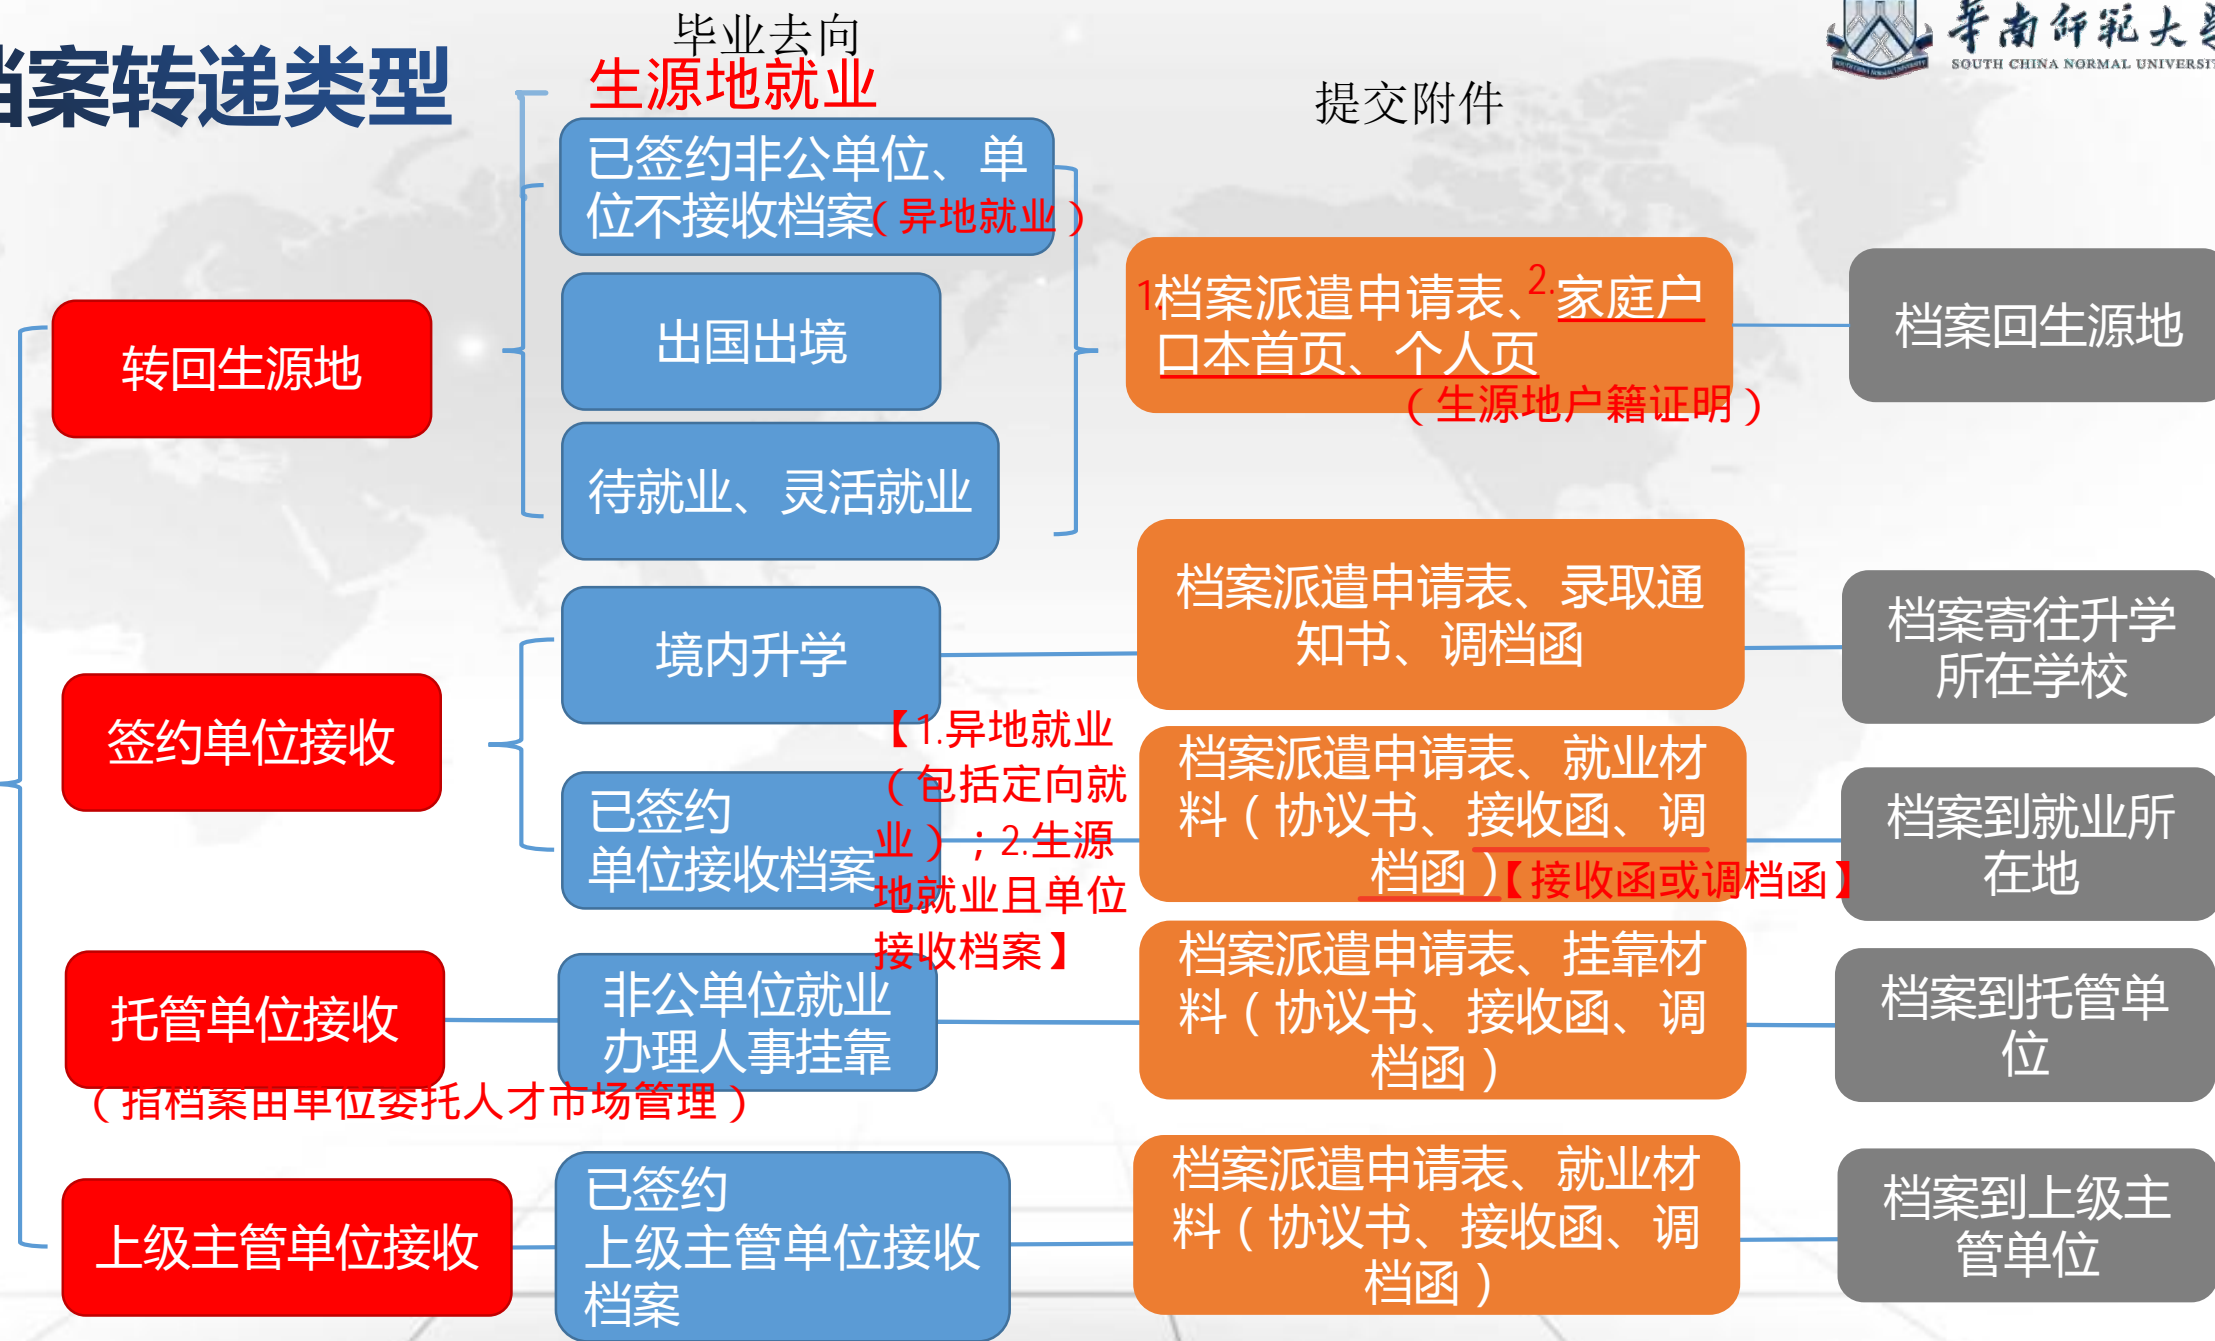 档案转递类型
毕业去向
生源地就业
提交附件
華南师范大学
SOUTH CHINA NORMAL UNIVERSITY
转回生源地
已签约非公单位、单
位不接收档案(异地就业)
出国出境
待就业、灵活就业
1.档案派遣申请表、2.家庭户
口本首页、个人页
(生源地户籍证明)
档案回生源地
签约单位接收
境内升学
档案派遣申请表、录取通
知书、调档函
档案寄往升学
所在学校
已签约
单位接收档案
【1.异地就业
(包括定向就
业);2.生源
地就业且单位
接收档案】
档案派遣申请表、就业材
料(协议书、接收函、调
档函)【接收函或调档函】
档案到就业所
在地
托管单位接收
(指档案由单位委托人才市场管理)
非公单位就业
办理人事挂靠
档案派遣申请表、挂靠材
料(协议书、接收函、调
档函)
档案到托管单
位
上级主管单位接收
已签约
上级主管单位接收
档案
档案派遣申请表、就业材
料(协议书、接收函、调
档函)
档案到上级主
管单位